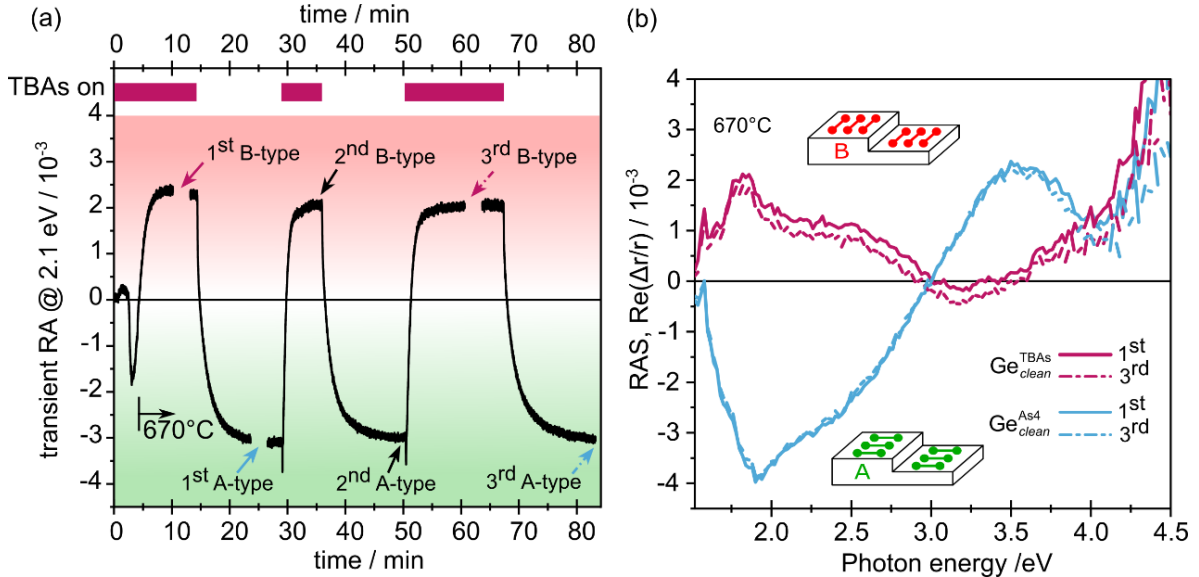 (a)
time / min
0 10 20 30 40 50 60 70 80
TBAs on
transient RA @ 2.1 eV / 10-3
4
3
2
1
0
-1
-2
-3
-4
1st B-type
2nd B-type
3rd B-type
670°C
1st A-type
2nd A-type
3rd A-type
0 10 20 30 40 50 60 70 80
time / min
(b)
RAS, Re(Δr/r) / 10-3
4
3
2
1
0
-1
-2
-3
-4
670°C
B
GeTBAsclean
1st
3rd
GeAs4clean
1st
3rd
A
2.0 2.5 3.0 3.5 4.0 4.5
Photon energy /eV